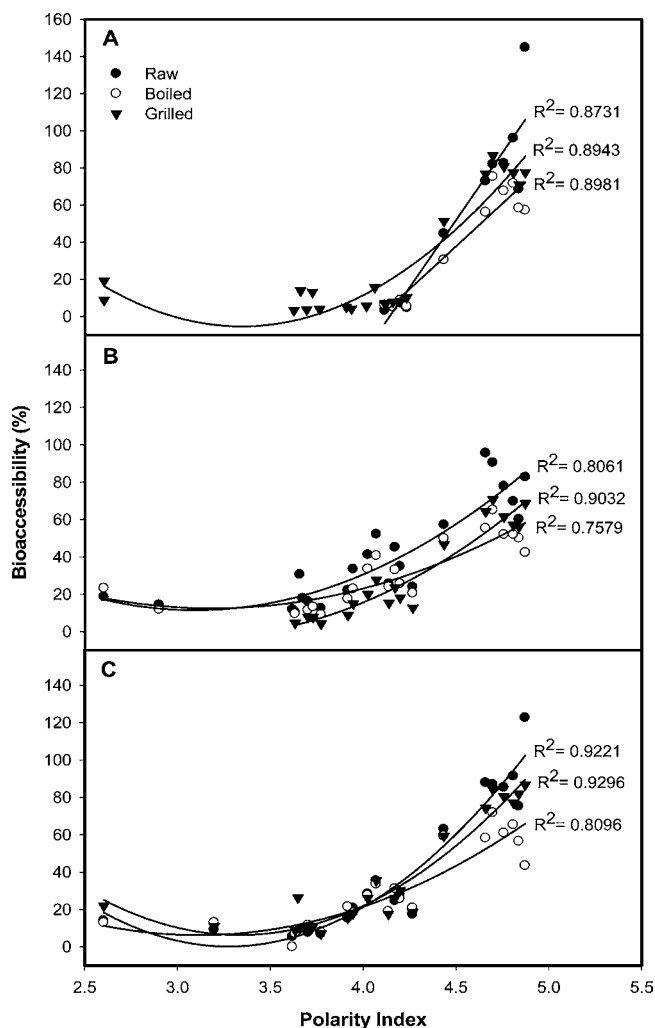 160
140
120
100
80
60
40
20
0
A
Raw
Boiled
Grilled
R2= 0.8731
R2= 0.8943
R2= 0.8981
Bioaccessibility (%)
140
120
100
80
60
40
20
0
B
R2= 0.8061
R2= 0.9032
R2= 0.7579
140
120
100
80
60
40
20
0
C
R2= 0.9221
R2= 0.9296
R2= 0.8096
2.5 3.0 3.5 4.0 4.5 5.0 5.5
Polarity Index